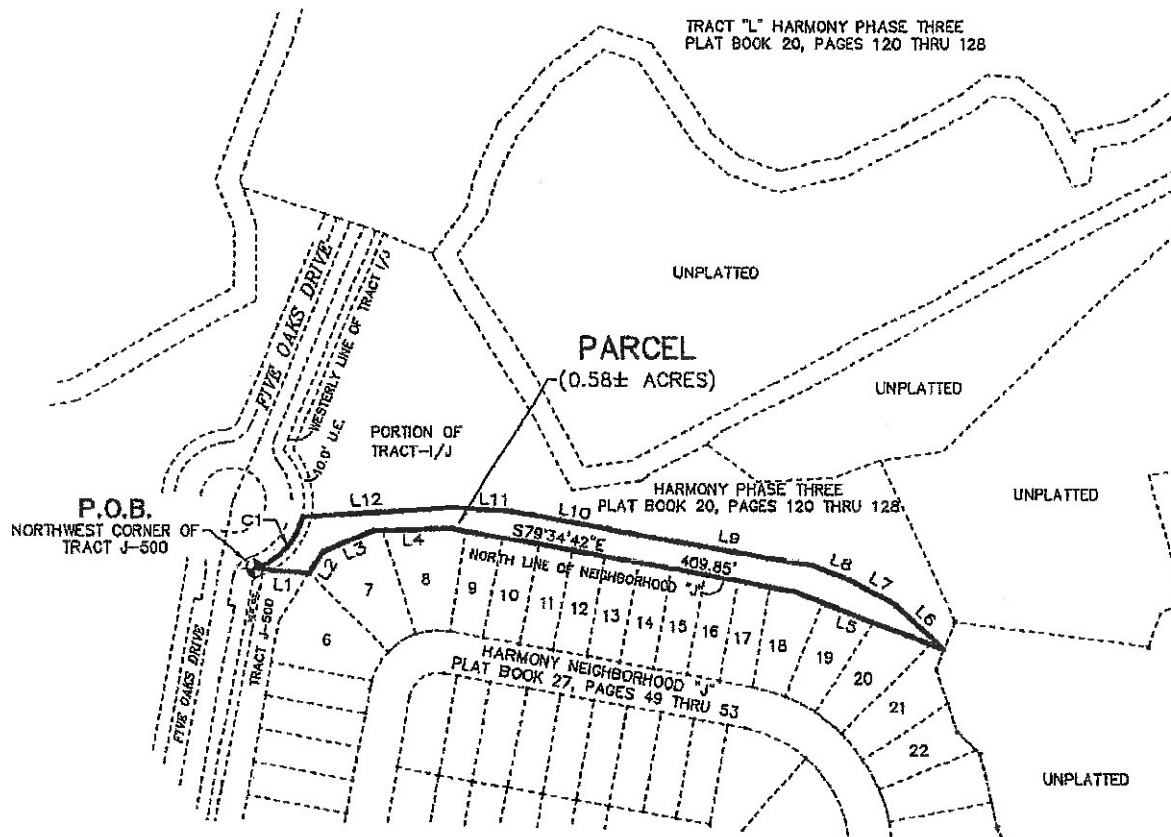 TRACT "L" HARMONY PHASE THREE
PLAT BOOK 20, PAGES 120 THRU 128
UNPLATTED
FIVE OAKS DRIVE
WESTERLY LINE OF TRACT I/J
10.0' U.E.
PARCEL
(0.58± ACRES)
UNPLATTED
PORTION OF
TRACT-I/J
HARMONY PHASE THREE
PLAT BOOK 20, PAGES 120 THRU 128
UNPLATTED
P.O.B.
NORTHWEST CORNER OF
TRACT J-500
C1
L12
L11
L10
L9
L8
L7
L6
L1
L2
L3
L4
S79°34'42"E
409.85'
NORTH LINE OF NEIGHBORHOOD "J"
L5
TRACT J-500
FIVE OAKS DRIVE
6
7
8
9
10
11
12
13
14
15
16
17
18
19
20
21
22
HARMONY NEIGHBORHOOD "J"
PLAT BOOK 27, PAGES 49 THRU 53
UNPLATTED